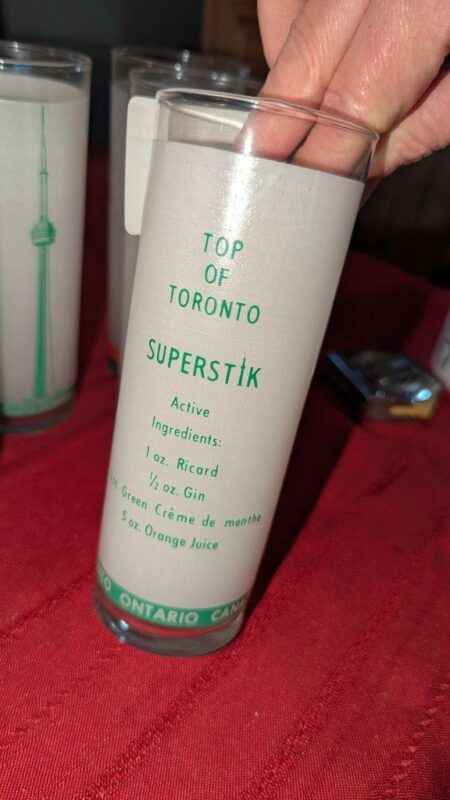 TOP
OF
TORONTO
SUPERSTiK
Active
Ingredients:
1 oz. Ricard
½ oz. Gin
Green Crême de menthe
5 oz. Orange Juice
ONTARIO